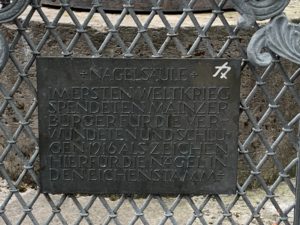 +NAGELSÄULE+
IM ERSTEN WELTKRIEG
SPENDETEN MAINZER
BÜRGER FÜR DIE VER-
WUNDETEN UND SCHLU-
GEN 1916 ALS ZEICHEN
HIERFÜR DIE NÄGEL IN
DEN EICHENSTAMM